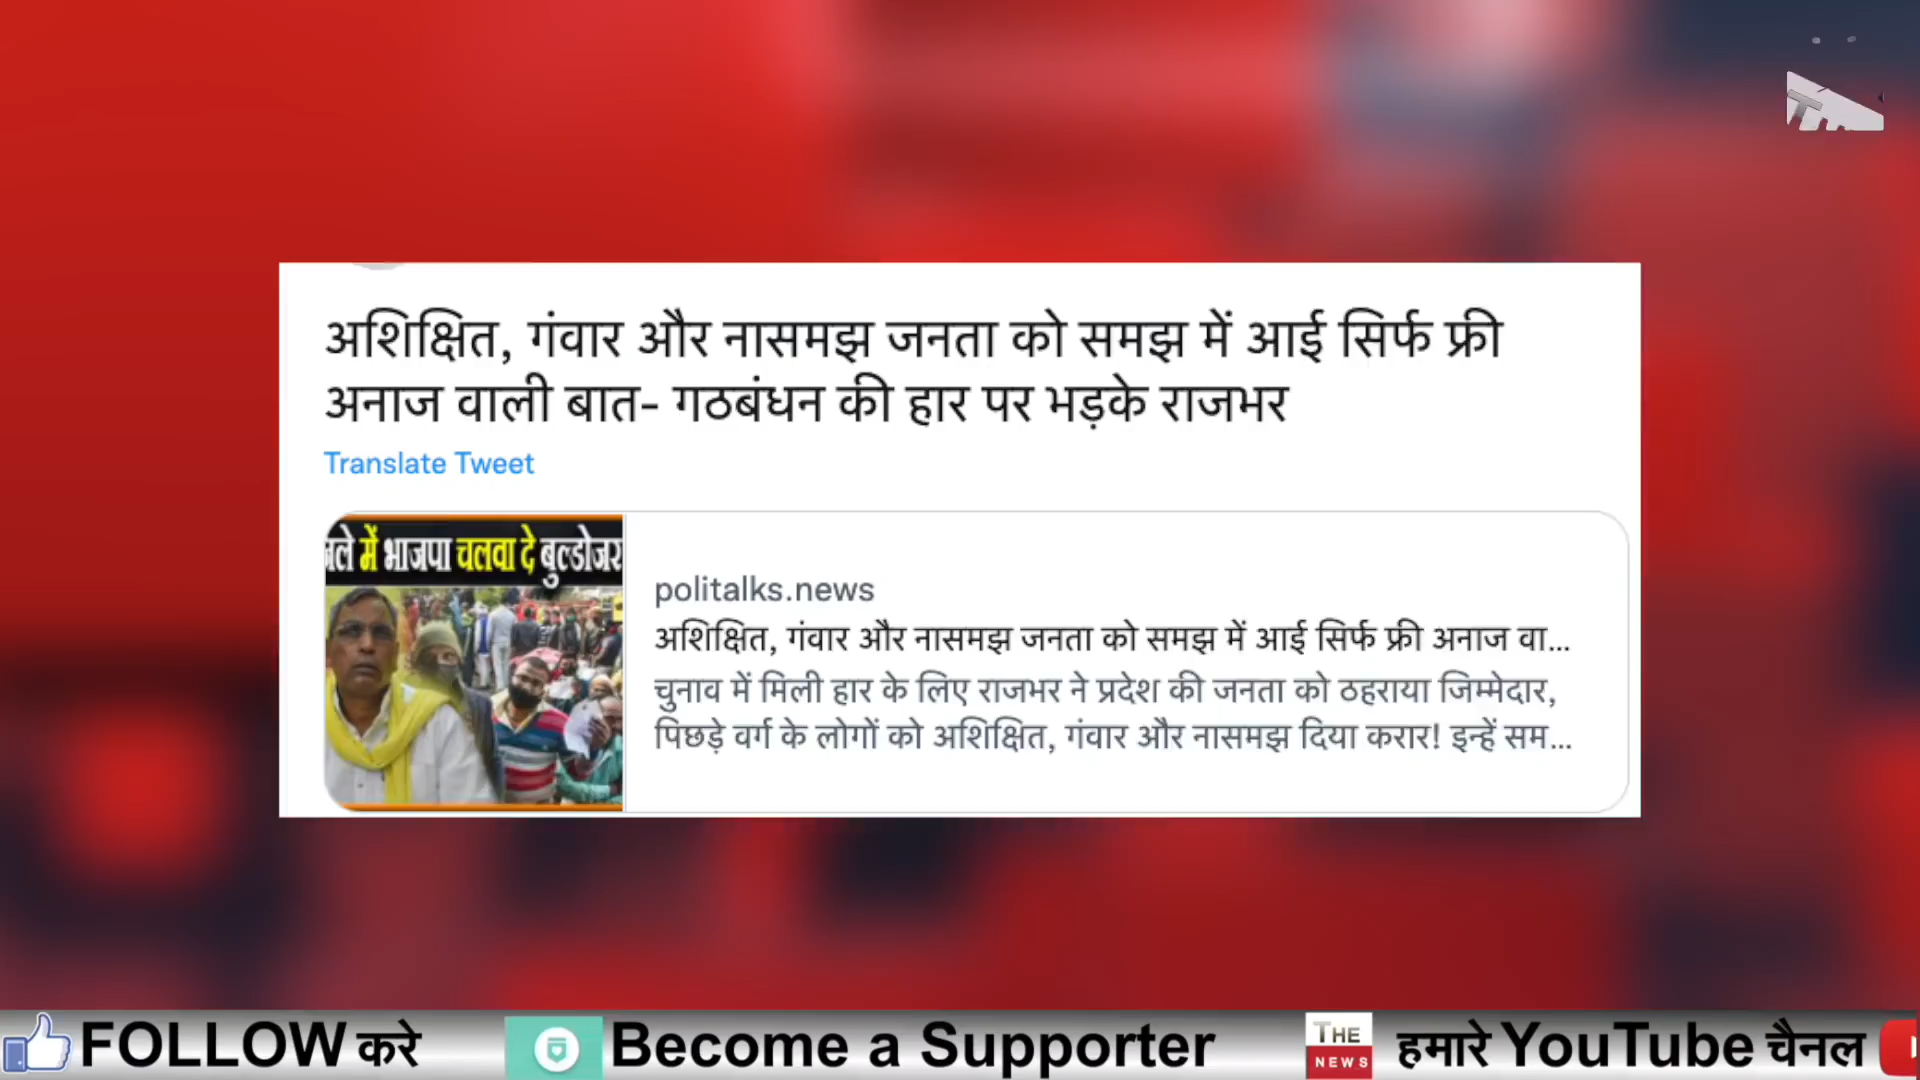 अशिक्षित, गंवार और नासमझ जनता को समझ में आई सिर्फ फ्री
अनाज वाली बात- गठबंधन की हार पर भड़के राजभर
Translate Tweet
में भाजपा चलवा दे बुल्डोजर
politalks.news
अशिक्षित, गंवार और नासमझ जनता को समझ में आई सिर्फ फ्री अनाज वा...
चुनाव में मिली हार के लिए राजभर ने प्रदेश की जनता को ठहराया जिम्मेदार,
पिछड़े वर्ग के लोगों को अशिक्षित, गंवार और नासमझ दिया करार! इन्हें सम...
FOLLOW करे Become a Supporter THE NEWS हमारे YouTube चैनल